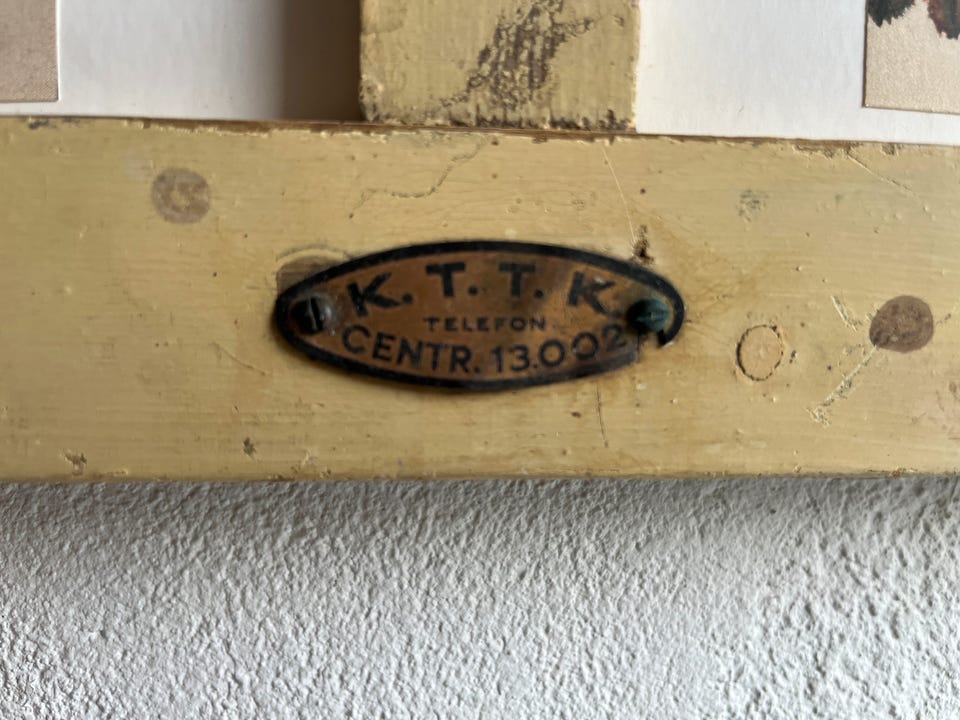 K. T. T. K.
TELEFON
CENTR. 13.002